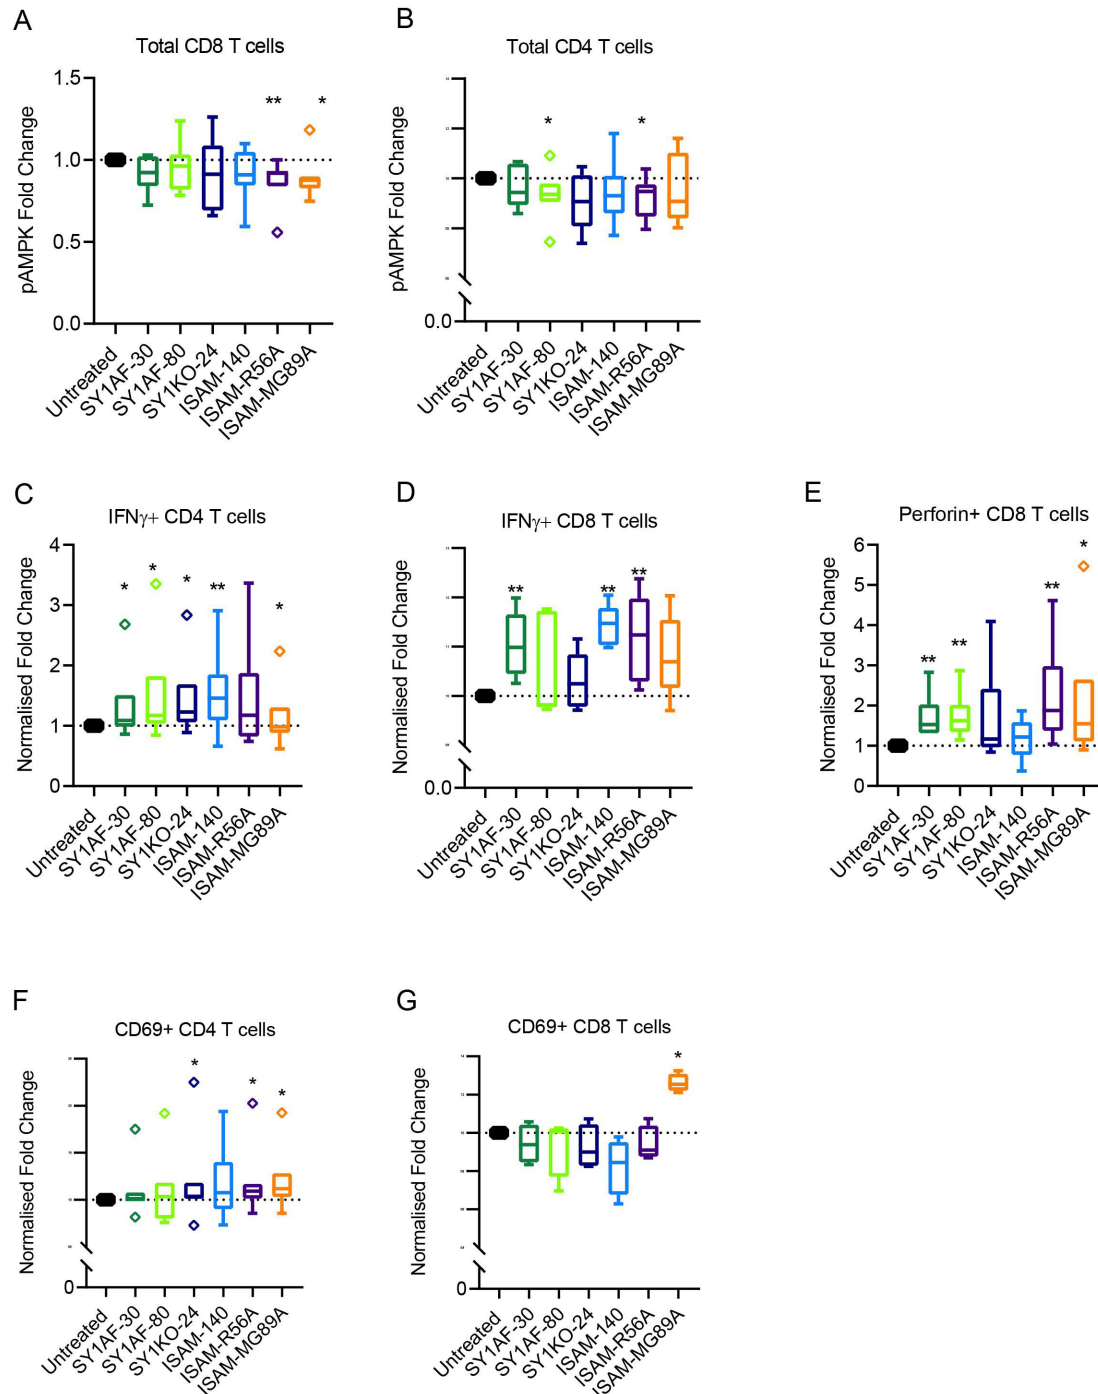 A
Total CD8 T cells
pAMPK Fold Change
1.5
1.0
0.5
0.0
** *
Untreated
SY1AF-30
SY1AF-80
SY1KO-24
ISAM-140
ISAM-R56A
ISAM-MG89A
B
Total CD4 T cells
pAMPK Fold Change
0.0
* *
Untreated
SY1AF-30
SY1AF-80
SY1KO-24
ISAM-140
ISAM-R56A
ISAM-MG89A
C
IFNγ+ CD4 T cells
Normalised Fold Change
4
3
2
1
0
* * * ** *
Untreated
SY1AF-30
SY1AF-80
SY1KO-24
ISAM-140
ISAM-R56A
ISAM-MG89A
D
IFNγ+ CD8 T cells
Normalised Fold Change
0.0
** ** **
Untreated
SY1AF-30
SY1AF-80
SY1KO-24
ISAM-140
ISAM-R56A
ISAM-MG89A
E
Perforin+ CD8 T cells
Normalised Fold Change
6
5
4
3
2
1
0
** ** ** *
Untreated
SY1AF-30
SY1AF-80
SY1KO-24
ISAM-140
ISAM-R56A
ISAM-MG89A
F
CD69+ CD4 T cells
Normalised Fold Change
0
* * *
Untreated
SY1AF-30
SY1AF-80
SY1KO-24
ISAM-140
ISAM-R56A
ISAM-MG89A
G
CD69+ CD8 T cells
Normalised Fold Change
0
*
Untreated
SY1AF-30
SY1AF-80
SY1KO-24
ISAM-140
ISAM-R56A
ISAM-MG89A